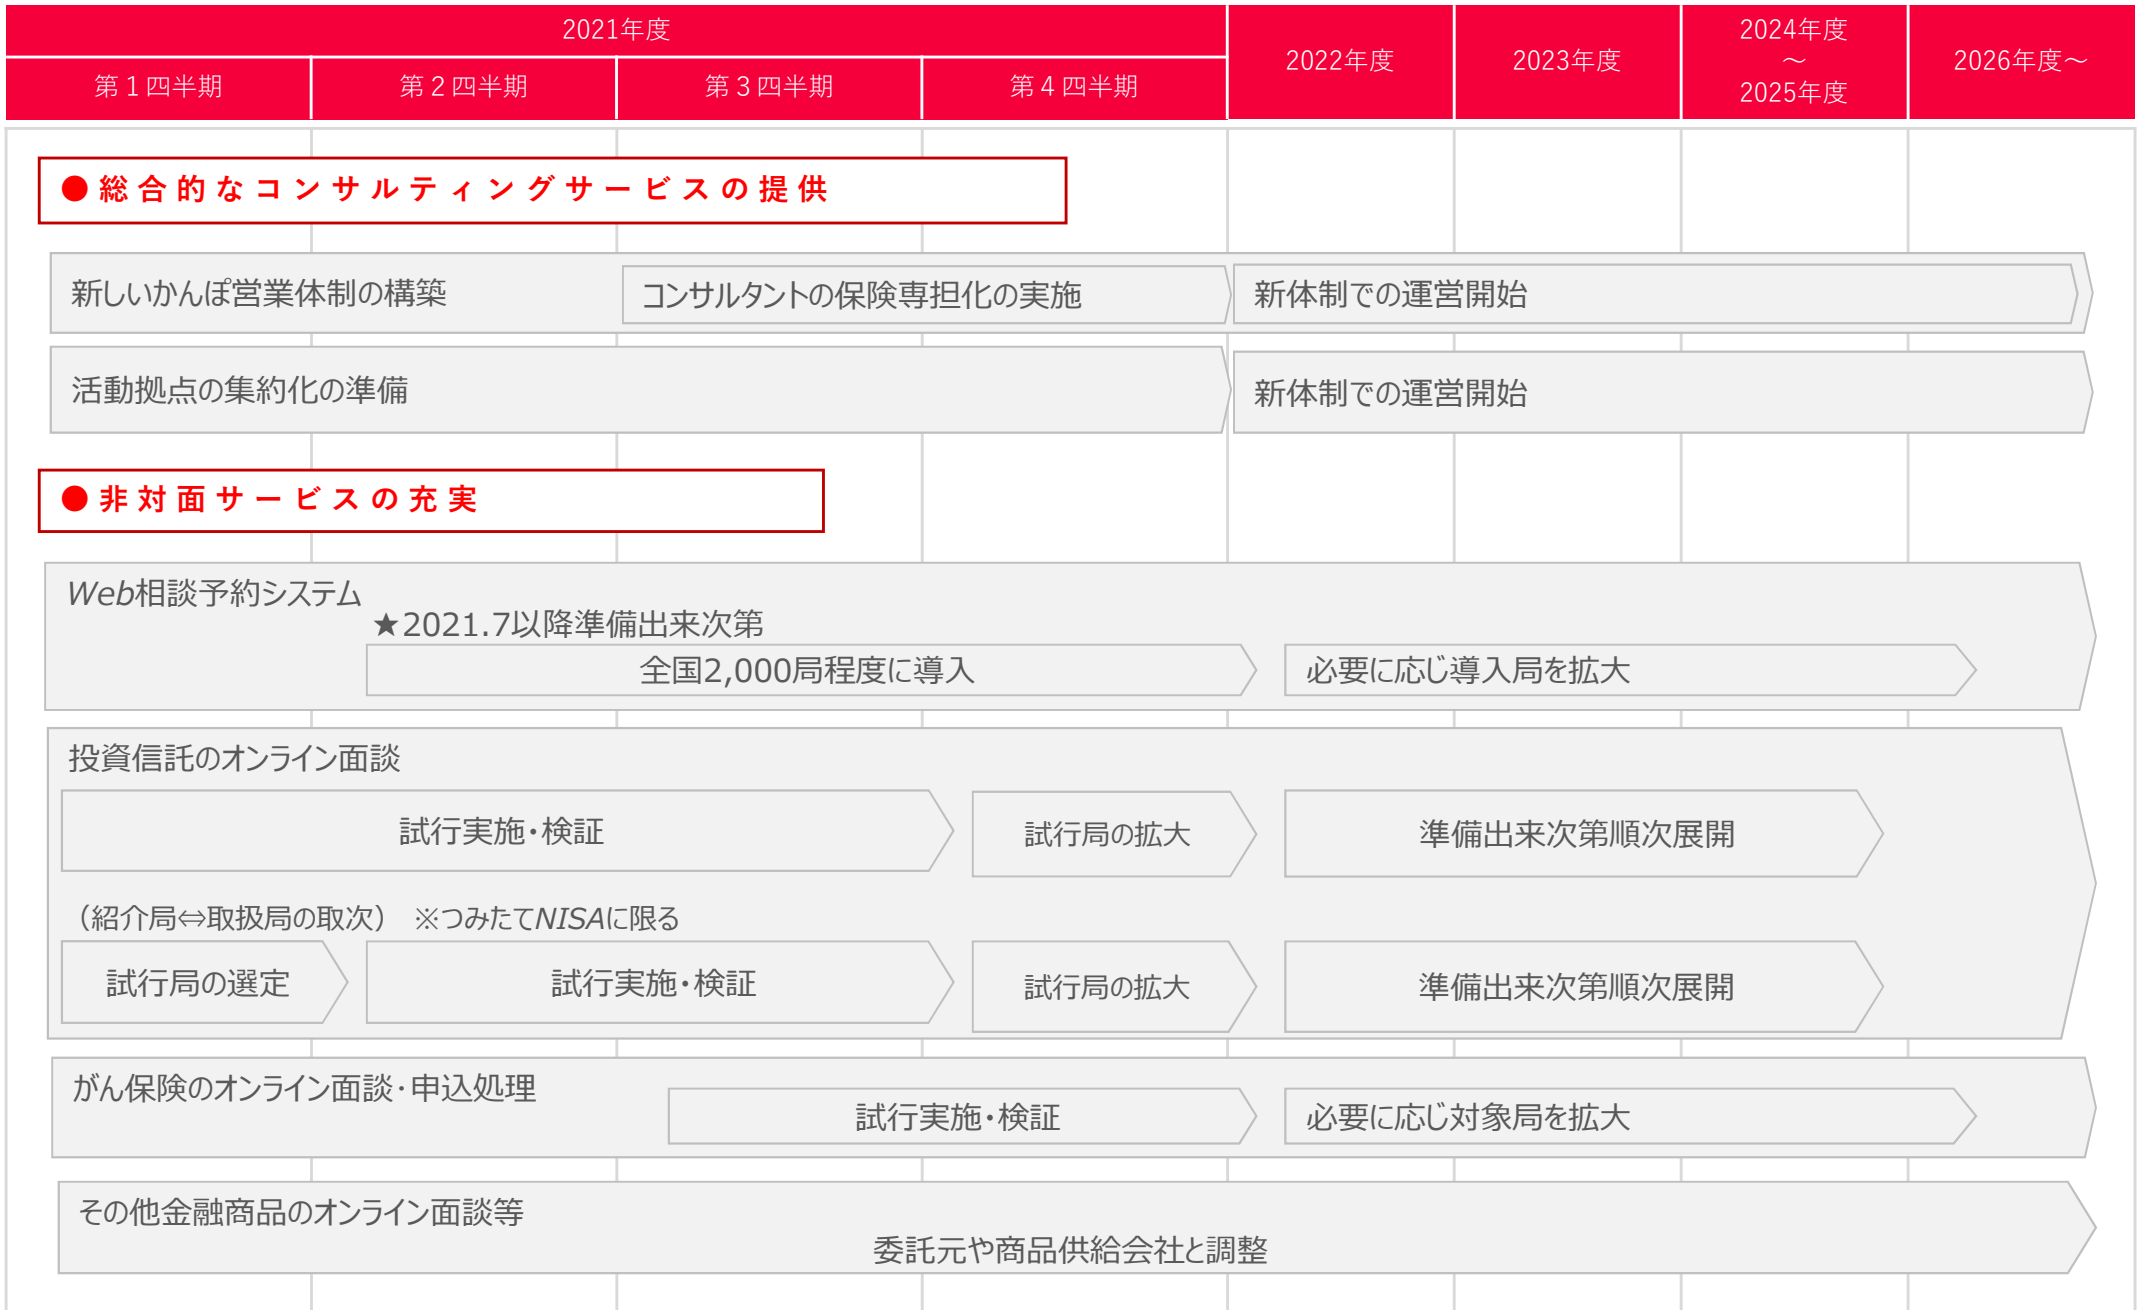 2021年度
2022年度
2023年度
2024年度
～
2025年度
2026年度～
第１四半期
第２四半期
第３四半期
第４四半期
●総合的なコンサルティングサービスの提供
新しいかんぽ営業体制の構築
コンサルタントの保険専担化の実施
新体制での運営開始
活動拠点の集約化の準備
新体制での運営開始
●非対面サービスの充実
Web相談予約システム
★2021.7以降準備出来次第
全国2,000局程度に導入
必要に応じ導入局を拡大
投資信託のオンライン面談
試行実施・検証
試行局の拡大
準備出来次第順次展開
（紹介局⇔取扱局の取次）　※つみたてNISAに限る
試行局の選定
試行実施・検証
試行局の拡大
準備出来次第順次展開
がん保険のオンライン面談・申込処理
試行実施・検証
必要に応じ対象局を拡大
その他金融商品のオンライン面談等
委託元や商品供給会社と調整